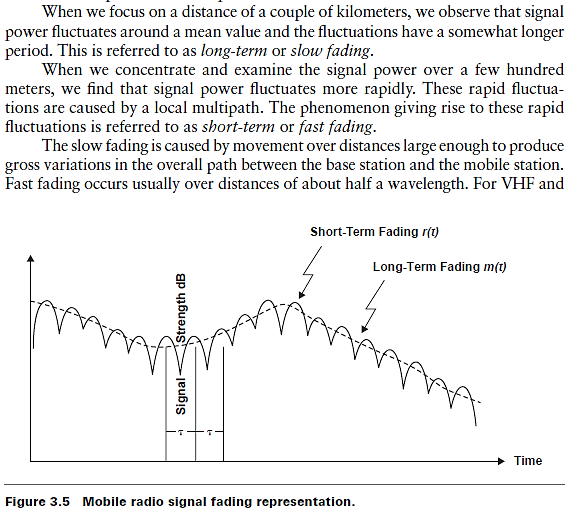 When we focus on a distance of a couple of kilometers, we observe that signal
power fluctuates around a mean value and the fluctuations have a somewhat longer
period. This is referred to as long-term or slow fading.
When we concentrate and examine the signal power over a few hundred
meters, we find that signal power fluctuates more rapidly. These rapid fluctua-
tions are caused by a local multipath. The phenomenon giving rise to these rapid
fluctuations is referred to as short-term or fast fading.
The slow fading is caused by movement over distances large enough to produce
gross variations in the overall path between the base station and the mobile station.
Fast fading occurs usually over distances of about half a wavelength. For VHF and
Short-Term Fading r(t)
Long-Term Fading m(t)
Signal Strength dB
τ τ
Time
Figure 3.5 Mobile radio signal fading representation.